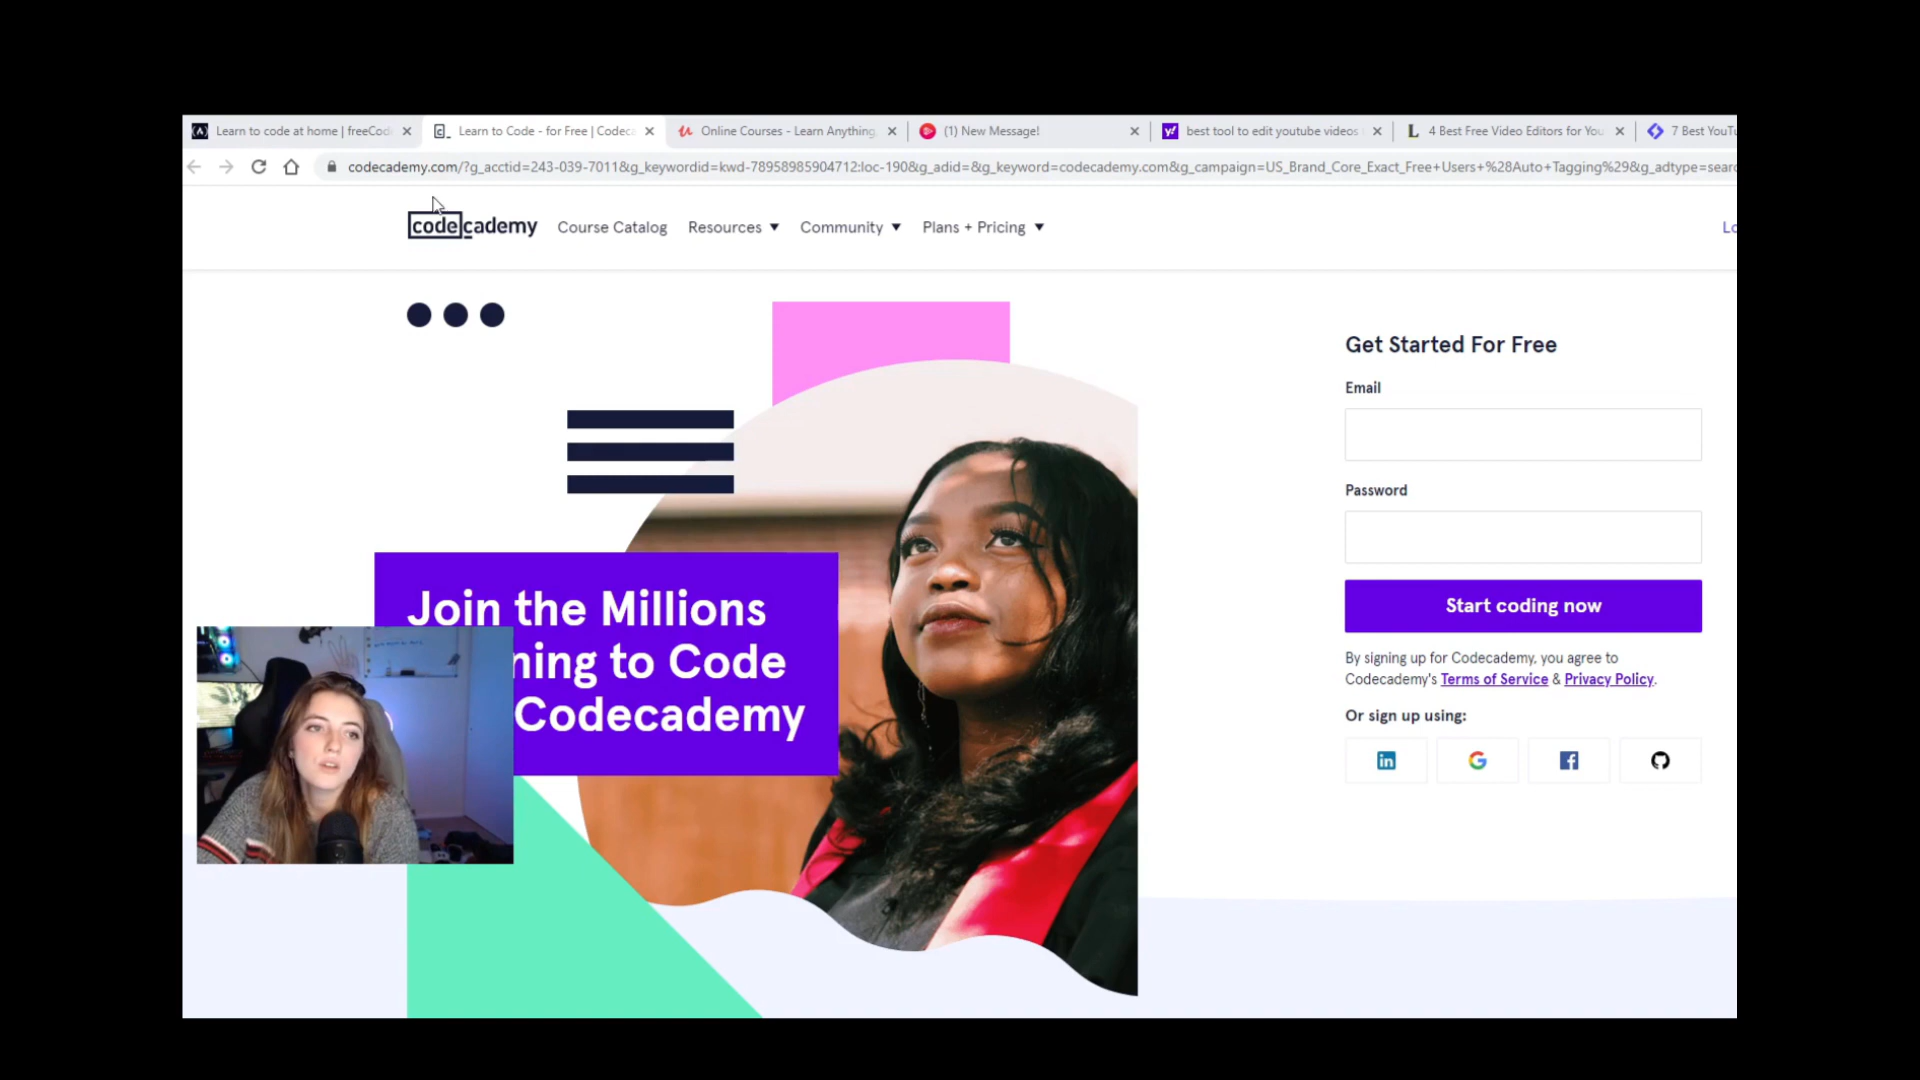 Learn to code at home | freeCod
Learn to Code - for Free | Codeca
Online Courses - Learn Anything,
(1) New Message!
best tool to edit youtube videos
4 Best Free Video Editors for You
7 Best YouTu
codecademy.com/?g_acctid=243-039-7011&g_keywordid=kwd-78958985904712:loc-190&g_adid=&g_keyword=codecademy.com&g_campaign=US_Brand_Core_Exact_Free+Users+%28Auto+Tagging%29&g_adtype=sear
codecademy
Course Catalog
Resources
Community
Plans + Pricing
Lo
Join the Millions
ning to Code
Codecademy
Get Started For Free
Email
Password
Start coding now
By signing up for Codecademy, you agree to
Codecademy's Terms of Service & Privacy Policy.
Or sign up using: